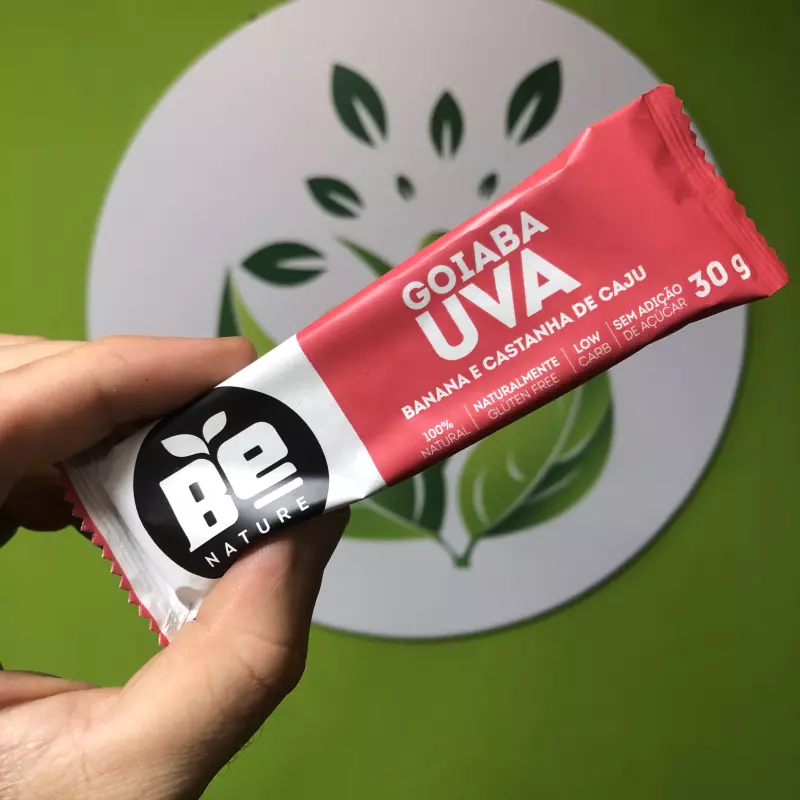 Be
NATURE
GOIABA
UVA
BANANA E CASTANHA DE CAJU
100%
NATURAL
NATURALMENTE
GLUTEN FREE
LOW
CARB
SEM ADIÇÃO
DE AÇÚCAR
30 g